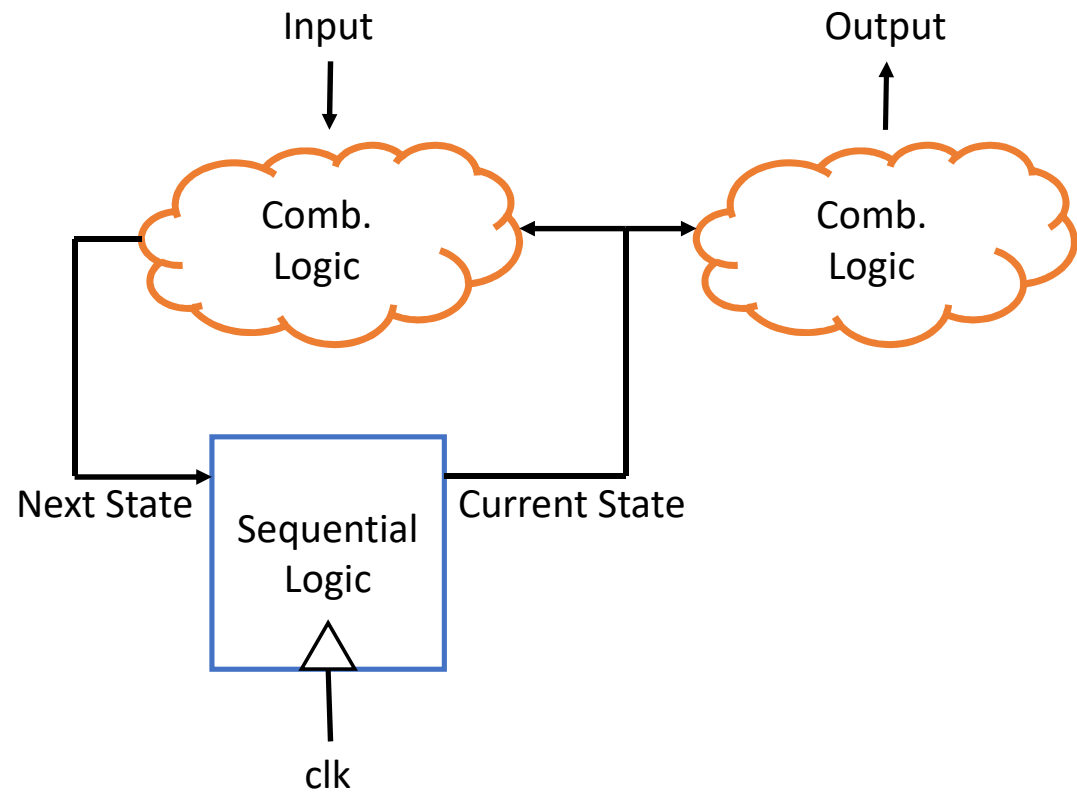 Input
Output
Comb.
Logic
Comb.
Logic
Next State
Current State
Sequential
Logic
clk